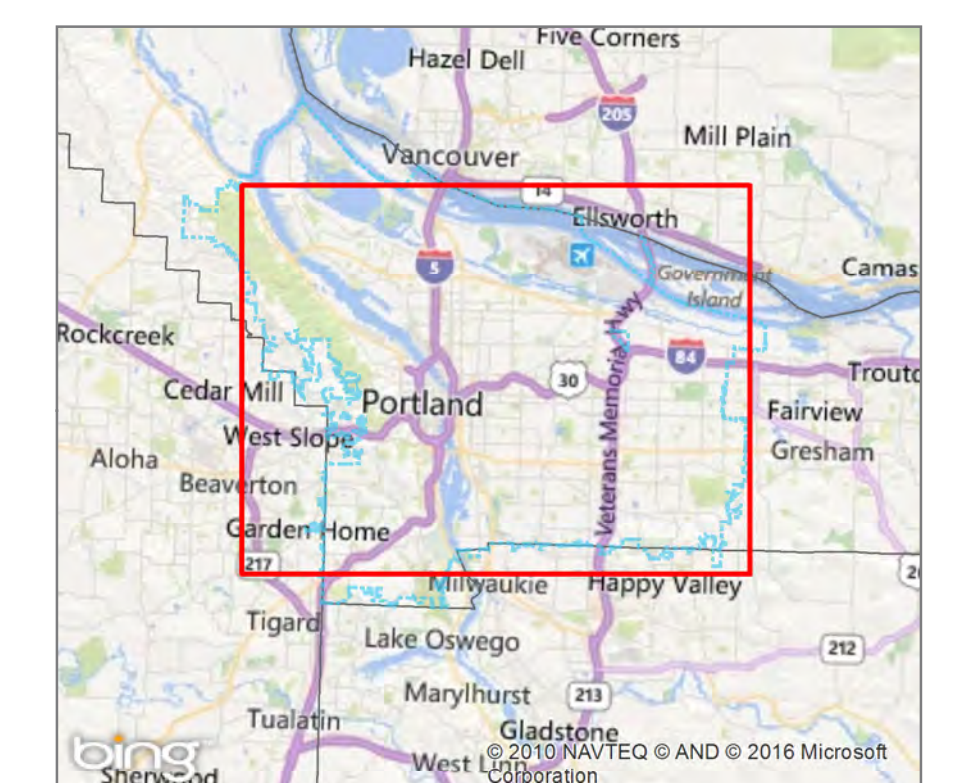 Five Corners
Hazel Dell
205
Mill Plain
Vancouver
14
Ellsworth
5
Government
Island
Camas
Rockcreek
Veterans Memorial Hwy
84
30
Cedar Mill
Portland
Fairview
West Slope
Aloha
Gresham
Beaverton
Garden Home
217
Milwaukie
Happy Valley
Tigard
Lake Oswego
212
Marylhurst
213
Tualatin
Gladstone
bing
© 2010 NAVTEQ © AND © 2016 Microsoft
Corporation
West Linn
Sherwood